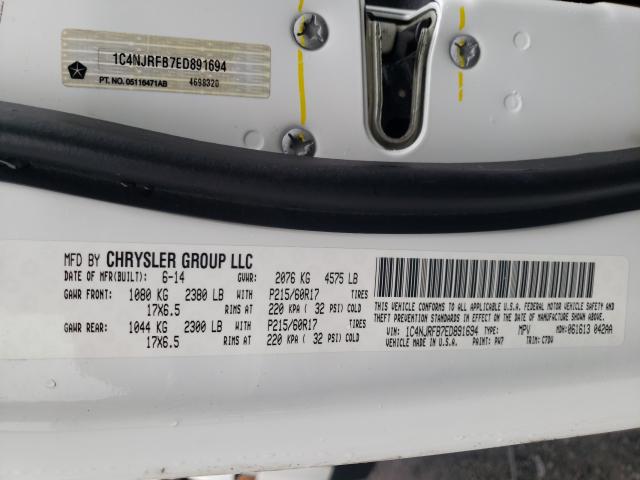 1C4NJRFB7ED891694
PT. NO. 05116471AB 4698320
MFD BY CHRYSLER GROUP LLC
DATE OF MFR(BUILT): 6-14 GVWR: 2076 KG 4575 LB
GAWR FRONT: 1080 KG 2380 LB WITH P215/60R17 TIRES
17X6.5 RIMS AT 220 KPA ( 32 PSI) COLD
GAWR REAR: 1044 KG 2300 LB WITH P215/60R17 TIRES
17X6.5 RIMS AT 220 KPA ( 32 PSI) COLD
THIS VEHICLE CONFORMS TO ALL APPLICABLE U.S.A. FEDERAL MOTOR VEHICLE SAFETY, BUMPER AND
THEFT PREVENTION STANDARDS IN EFFECT ON THE DATE OF MANUFACTURE SHOWN ABOVE.
VIN: 1C4NJRFB7ED891694 TYPE: MPV MDH: 061613 042AA
VEHICLE MADE IN U.S.A. PAINT: PW7 TRIM: C7DV